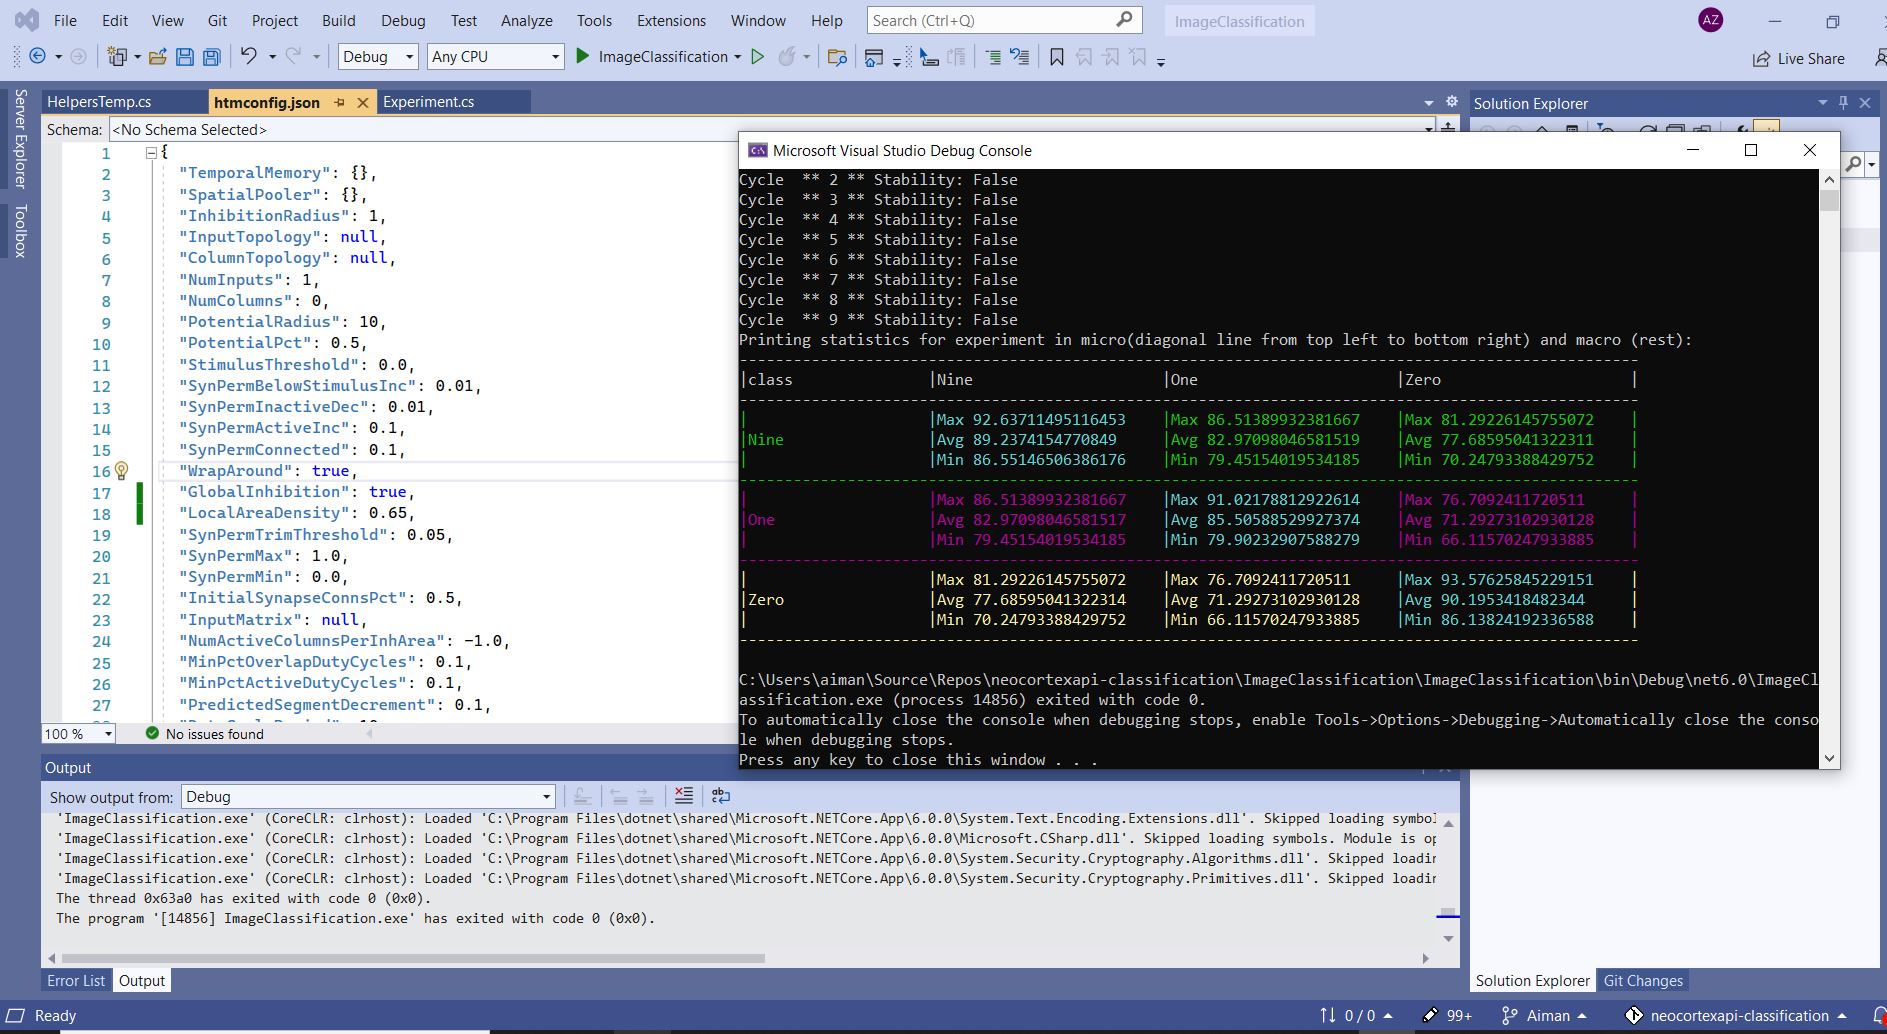 File Edit View Git Project Build Debug Test Analyze Tools Extensions Window Help Search (Ctrl+Q) ImageClassification AZ
Debug Any CPU ImageClassification Live Share
Server Explorer
Toolbox
HelpersTemp.cs htmconfig.json Experiment.cs
Schema: <No Schema Selected>
1 {
2 "TemporalMemory": {},
3 "SpatialPooler": {},
4 "InhibitionRadius": 1,
5 "InputTopology": null,
6 "ColumnTopology": null,
7 "NumInputs": 1,
8 "NumColumns": 0,
9 "PotentialRadius": 10,
10 "PotentialPct": 0.5,
11 "StimulusThreshold": 0.0,
12 "SynPermBelowStimulusInc": 0.01,
13 "SynPermInactiveDec": 0.01,
14 "SynPermActiveInc": 0.1,
15 "SynPermConnected": 0.1,
16 "WrapAround": true,
17 "GlobalInhibition": true,
18 "LocalAreaDensity": 0.65,
19 "SynPermTrimThreshold": 0.05,
20 "SynPermMax": 1.0,
21 "SynPermMin": 0.0,
22 "InitialSynapseConnsPct": 0.5,
23 "InputMatrix": null,
24 "NumActiveColumnsPerInhArea": -1.0,
25 "MinPctOverlapDutyCycles": 0.1,
26 "MinPctActiveDutyCycles": 0.1,
27 "PredictedSegmentDecrement": 0.1,
100 % No issues found
Microsoft Visual Studio Debug Console
Cycle ** 2 ** Stability: False
Cycle ** 3 ** Stability: False
Cycle ** 4 ** Stability: False
Cycle ** 5 ** Stability: False
Cycle ** 6 ** Stability: False
Cycle ** 7 ** Stability: False
Cycle ** 8 ** Stability: False
Cycle ** 9 ** Stability: False
Printing statistics for experiment in micro(diagonal line from top left to bottom right) and macro (rest):
|class |Nine |One |Zero |
| |Max 92.63711495116453 |Max 86.51389932381667 |Max 81.29226145755072 |
|Nine |Avg 89.2374154770849 |Avg 82.97098046581519 |Avg 77.68595041322311 |
| |Min 86.55146506386176 |Min 79.45154019534185 |Min 70.24793388429752 |
| |Max 86.51389932381667 |Max 91.02178812922614 |Max 76.7092411720511 |
|One |Avg 82.97098046581517 |Avg 85.50588529927374 |Avg 71.29273102930128 |
| |Min 79.45154019534185 |Min 79.90232907588279 |Min 66.11570247933885 |
| |Max 81.29226145755072 |Max 76.7092411720511 |Max 93.57625845229151 |
|Zero |Avg 77.68595041322314 |Avg 71.29273102930128 |Avg 90.1953418482344 |
| |Min 70.24793388429752 |Min 66.11570247933885 |Min 86.13824192336588 |
C:\Users\aiman\Source\Repos\neocortexapi-classification\ImageClassification\ImageClassification\bin\Debug\net6.0\ImageCl
assification.exe (process 14856) exited with code 0.
To automatically close the console when debugging stops, enable Tools->Options->Debugging->Automatically close the conso
le when debugging stops.
Press any key to close this window . . .
Solution Explorer
Output
Show output from: Debug
'ImageClassification.exe' (CoreCLR: clrhost): Loaded 'C:\Program Files\dotnet\shared\Microsoft.NETCore.App\6.0.0\System.Text.Encoding.Extensions.dll'. Skipped loading symbol
'ImageClassification.exe' (CoreCLR: clrhost): Loaded 'C:\Program Files\dotnet\shared\Microsoft.NETCore.App\6.0.0\Microsoft.CSharp.dll'. Skipped loading symbols. Module is op
'ImageClassification.exe' (CoreCLR: clrhost): Loaded 'C:\Program Files\dotnet\shared\Microsoft.NETCore.App\6.0.0\System.Security.Cryptography.Algorithms.dll'. Skipped loadin
'ImageClassification.exe' (CoreCLR: clrhost): Loaded 'C:\Program Files\dotnet\shared\Microsoft.NETCore.App\6.0.0\System.Security.Cryptography.Primitives.dll'. Skipped loadin
The thread 0x63a0 has exited with code 0 (0x0).
The program '[14856] ImageClassification.exe' has exited with code 0 (0x0).
Error List Output
Solution Explorer Git Changes
Ready 0 / 0 99+ Aiman neocortexapi-classification